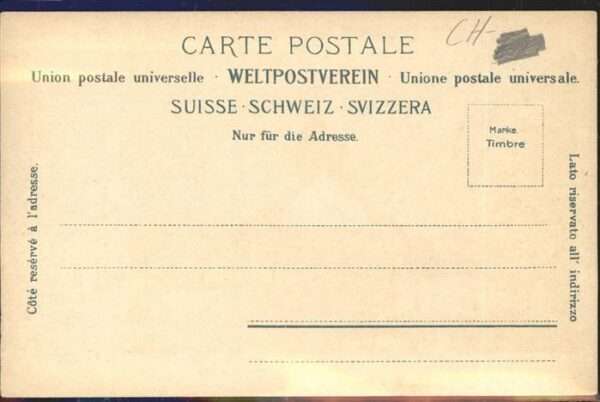 CH-
CARTE POSTALE
Union postale universelle · WELTPOSTVEREIN · Unione postale universale.
SUISSE · SCHWEIZ · SVIZZERA
Nur für die Adresse.
Marke.
Timbre
Côté resérvé à l'adresse.
Lato riservato all' indirizzo